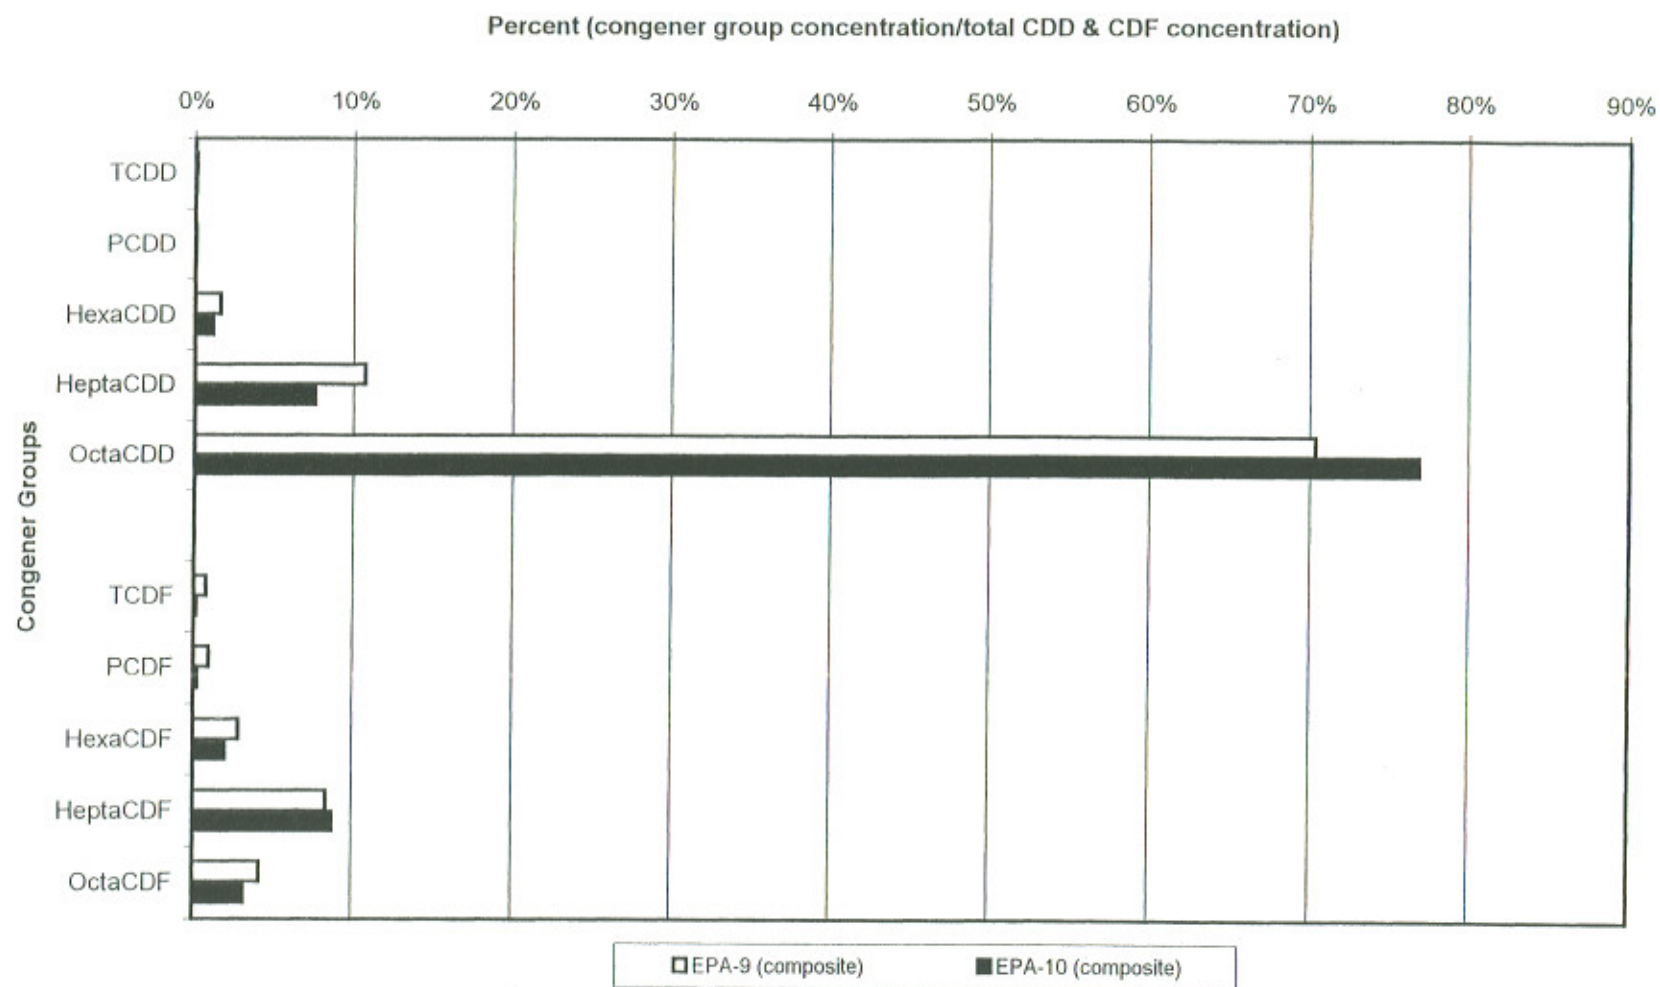 Percent (congener group concentration/total CDD & CDF concentration)
0% 10% 20% 30% 40% 50% 60% 70% 80% 90%
TCDD
PCDD
HexaCDD
HeptaCDD
OctaCDD
TCDF
PCDF
HexaCDF
HeptaCDF
OctaCDF
Congener Groups
EPA-9 (composite) EPA-10 (composite)